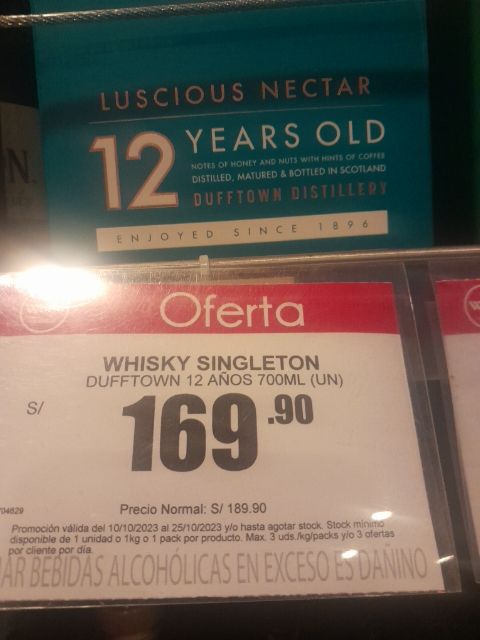 LUSCIOUS NECTAR
12 YEARS OLD
NOTES OF HONEY AND NUTS WITH HINTS OF COFFEE
DISTILLED, MATURED & BOTTLED IN SCOTLAND
DUFFTOWN DISTILLERY
ENJOYED SINCE 1896
N.
Oferta
WHISKY SINGLETON
DUFFTOWN 12 AÑOS 700ML (UN)
S/ 169.90
Precio Normal: S/ 189.90
704629
Promoción válida del 10/10/2023 al 25/10/2023 y/o hasta agotar stock. Stock mínimo
disponible de 1 unidad o 1kg o 1 pack por producto. Max. 3 uds./kg/packs y/o 3 ofertas
por cliente por día.
AR BEBIDAS ALCOHÓLICAS EN EXCESO ES DAÑINO